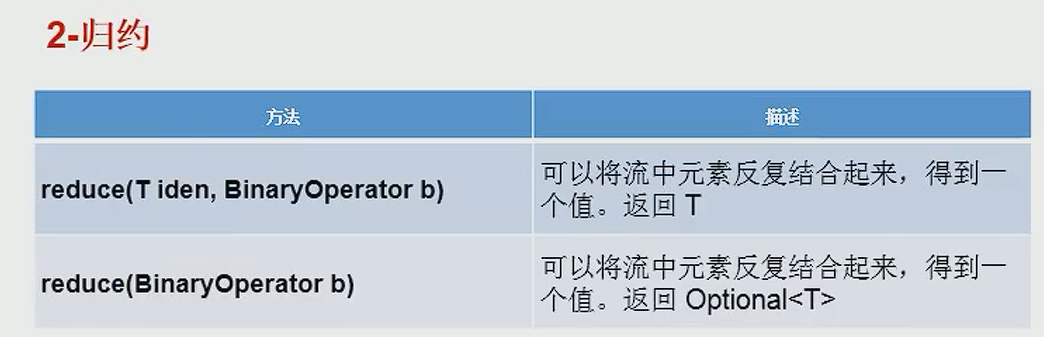 2-归约
方法
描述
reduce(T iden, BinaryOperator b)
可以将流中元素反复结合起来，得到一
个值。返回 T
reduce(BinaryOperator b)
可以将流中元素反复结合起来，得到一
个值。返回 Optional<T>